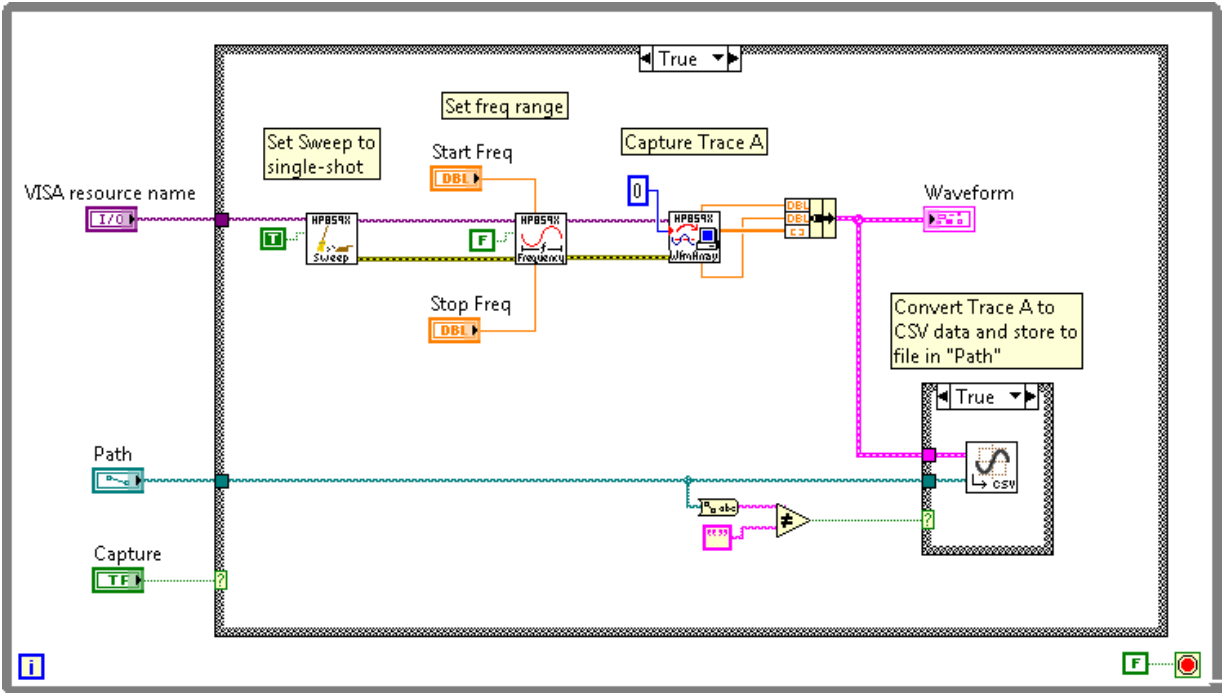 True
Set freq range
Set Sweep to
single-shot
Start Freq
Capture Trace A
DBL
VISA resource name
I/O
0
DBL
DBL
Waveform
HP859X
HP859X
HP859X
T
F
Sweep
Frequency
WfmArray
Stop Freq
DBL
Convert Trace A to
CSV data and store to
file in "Path"
True
Path
CSV
abc
""
≠
?
Capture
TF
?
i
F